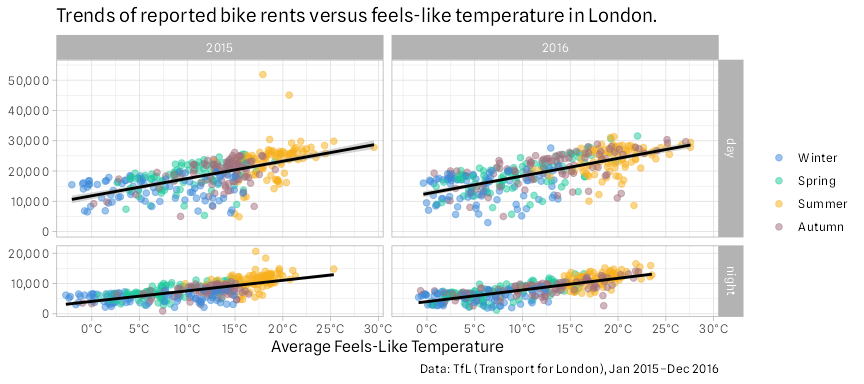 Trends of reported bike rents versus feels-like temperature in London.
2015 2016
50,000
40,000
30,000
20,000
10,000
0
day
20,000
10,000
0
night
0°C 5°C 10°C 15°C 20°C 25°C 30°C 0°C 5°C 10°C 15°C 20°C 25°C 30°C
Average Feels-Like Temperature
Winter
Spring
Summer
Autumn
Data: TfL (Transport for London), Jan 2015–Dec 2016